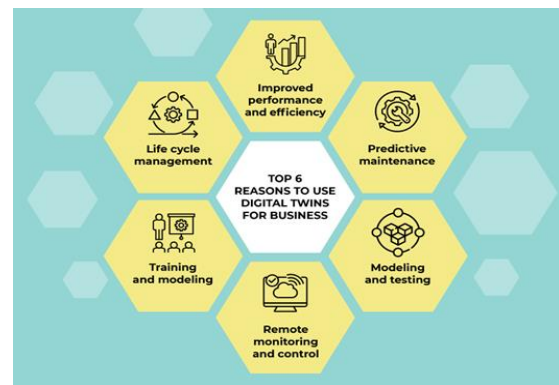 Improved
performance
and efficiency
Life cycle
management
Predictive
maintenance
TOP 6
REASONS TO USE
DIGITAL TWINS
FOR BUSINESS
Training
and modeling
Modeling
and testing
Remote
monitoring
and control